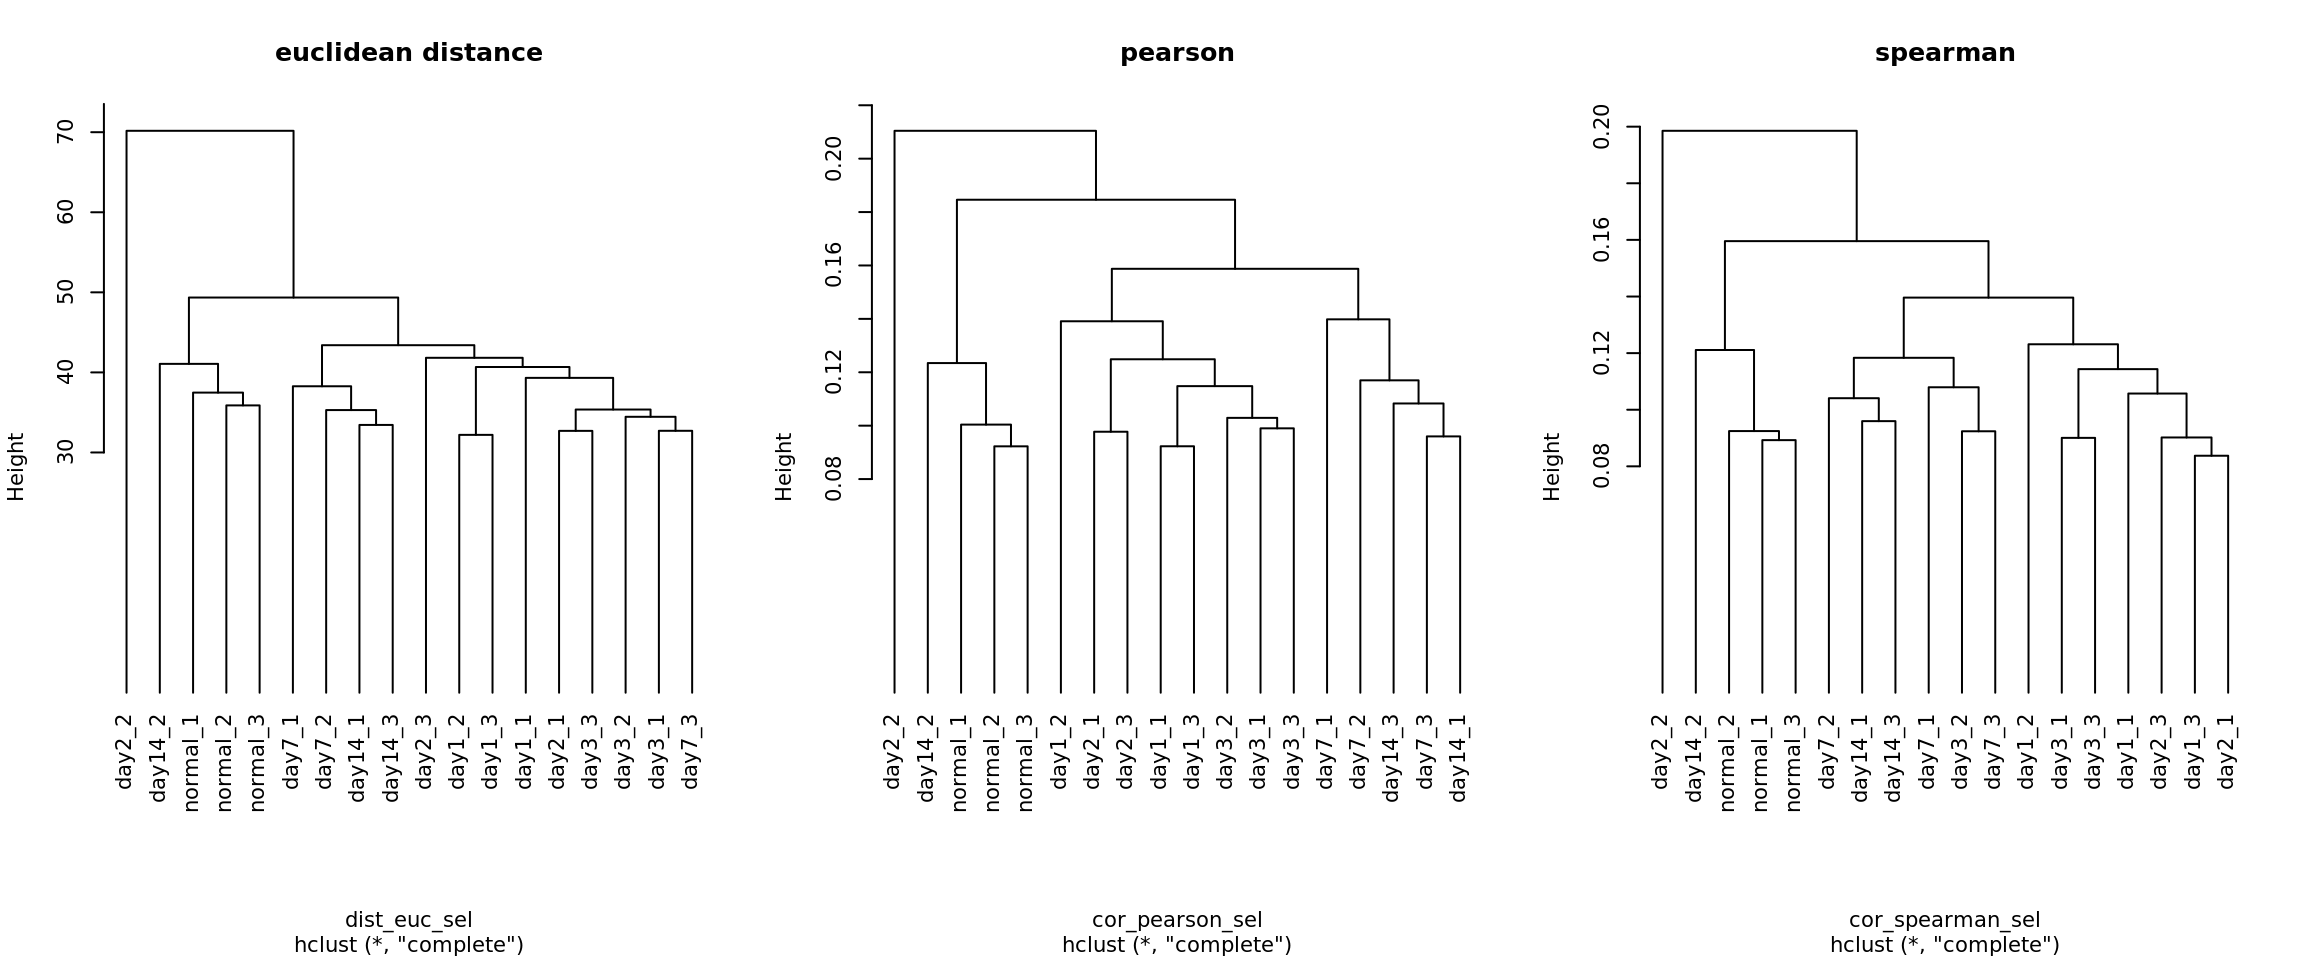 euclidean distance
Height
70
60
50
40
30
day2_2
day14_2
normal_1
normal_2
normal_3
day7_1
day7_2
day14_1
day14_3
day2_3
day1_2
day1_3
day1_1
day2_1
day3_3
day3_2
day3_1
day7_3
dist_euc_sel
hclust (*, "complete")
pearson
Height
0.20
0.16
0.12
0.08
day2_2
day14_2
normal_1
normal_2
normal_3
day1_2
day2_1
day2_3
day1_1
day1_3
day3_2
day3_1
day3_3
day7_1
day7_2
day14_3
day7_3
day14_1
cor_pearson_sel
hclust (*, "complete")
spearman
Height
0.20
0.16
0.12
0.08
day2_2
day14_2
normal_2
normal_1
normal_3
day7_2
day14_1
day14_3
day7_1
day3_2
day7_3
day1_2
day3_1
day3_3
day1_1
day2_3
day1_3
day2_1
cor_spearman_sel
hclust (*, "complete")